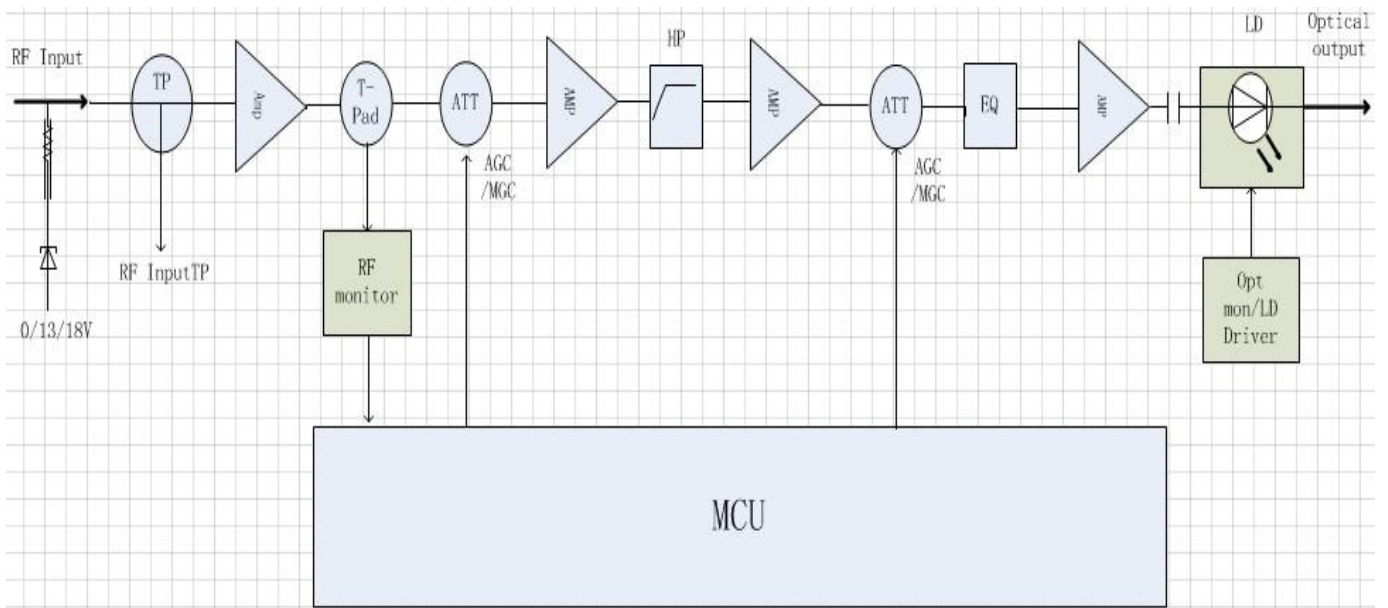 RF Input
TP
Amp
T-
Pad
ATT
AMP
HP
AMP
ATT
EQ
AMP
LD
Optical
output
AGC
/MGC
AGC
/MGC
RF InputTP
RF
monitor
0/13/18V
Opt
mon/LD
Driver
MCU